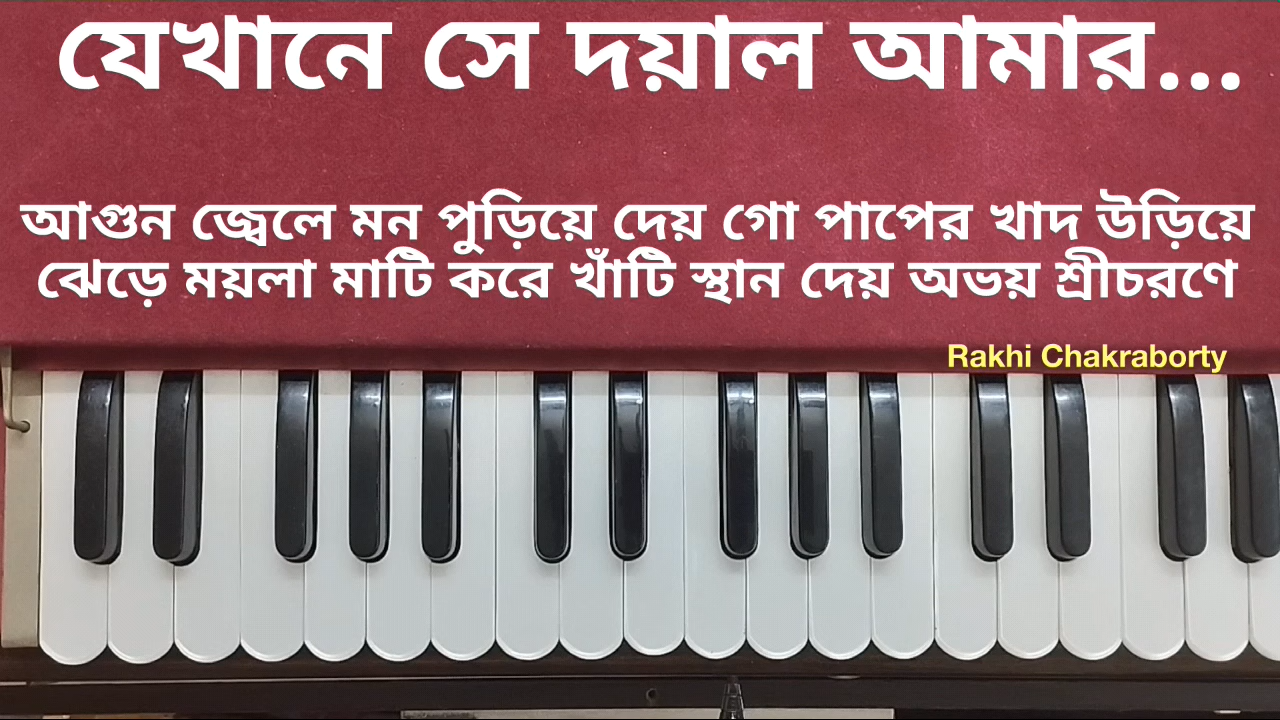 যেখানে সে দয়াল আমার...
আগুন জ্বেলে মন পুড়িয়ে দেয় গো পাপের খাদ উড়িয়ে
ঝেড়ে ময়লা মাটি করে খাঁটি স্থান দেয় অভয় শ্রীচরণে
Rakhi Chakraborty